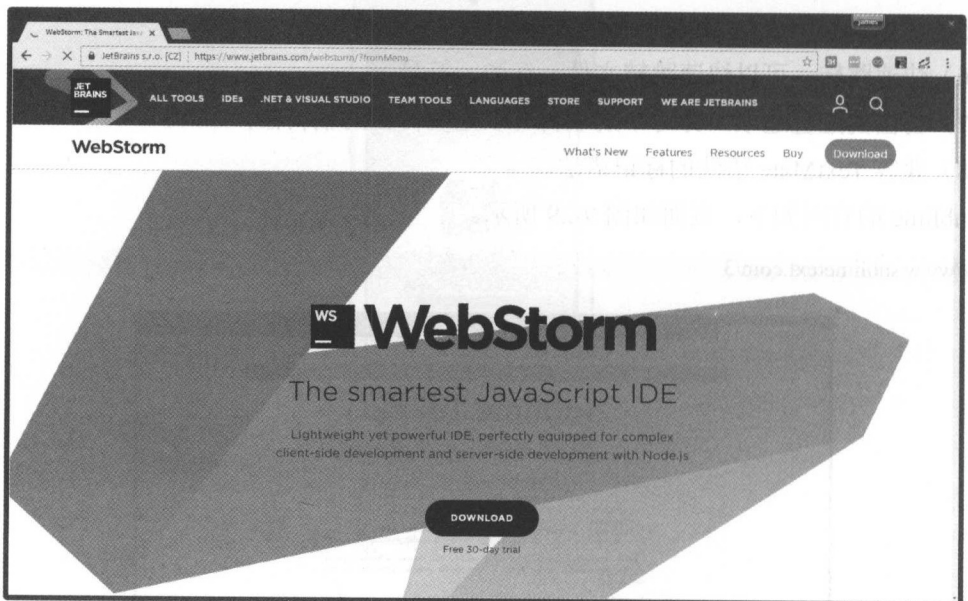 James
WebStorm: The Smartest Java
JetBrains s.r.o. [CZ] | https://www.jetbrains.com/webstorm/?fromMenu
JET
BRAINS
ALL TOOLS IDEs .NET & VISUAL STUDIO TEAM TOOLS LANGUAGES STORE SUPPORT WE ARE JETBRAINS
WebStorm
What's New Features Resources Buy Download
WS
WebStorm
The smartest JavaScript IDE
Lightweight yet powerful IDE, perfectly equipped for complex
client-side development and server-side development with Node.js
DOWNLOAD
Free 30-day trial